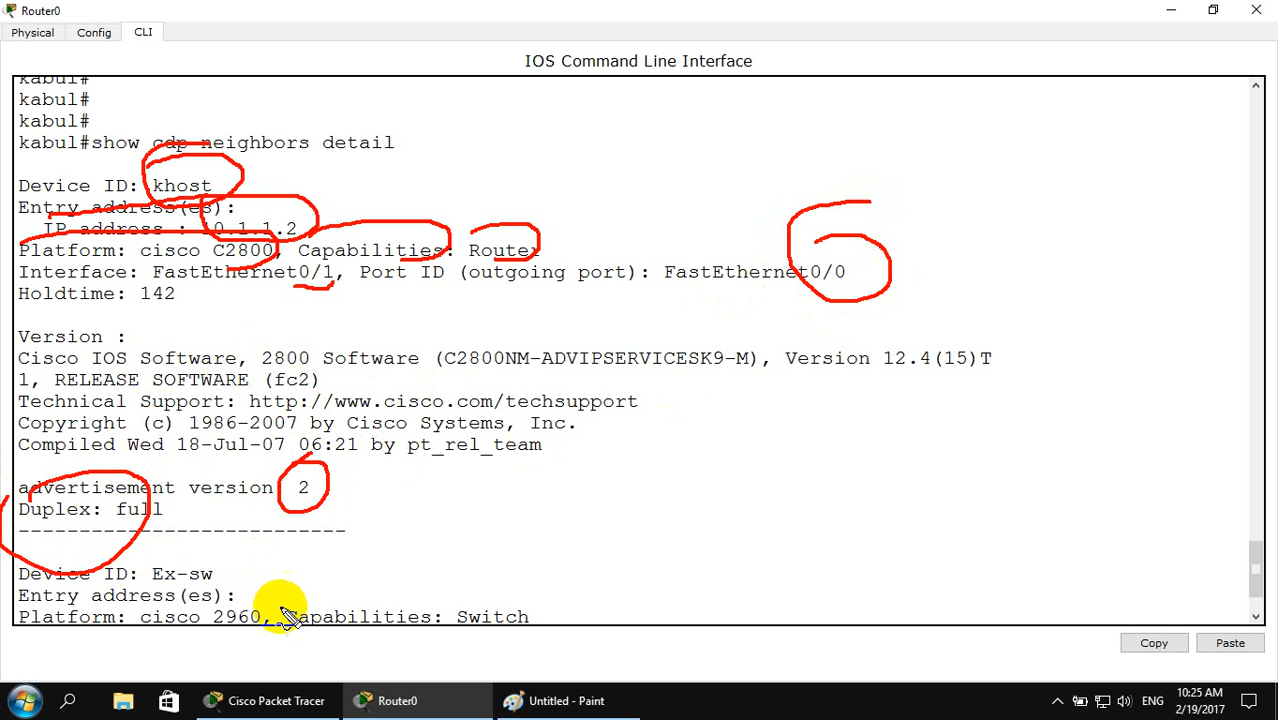 Router0
Physical Config CLI
IOS Command Line Interface
kabul#
kabul#
kabul#
kabul#show cdp neighbors detail
Device ID: khost
Entry address(es):
IP address : 10.1.1.2
Platform: cisco C2800, Capabilities: Router
Interface: FastEthernet0/1, Port ID (outgoing port): FastEthernet0/0
Holdtime: 142
Version :
Cisco IOS Software, 2800 Software (C2800NM-ADVIPSERVICESK9-M), Version 12.4(15)T
1, RELEASE SOFTWARE (fc2)
Technical Support: http://www.cisco.com/techsupport
Copyright (c) 1986-2007 by Cisco Systems, Inc.
Compiled Wed 18-Jul-07 06:21 by pt_rel_team
advertisement version 2
Duplex: full
---------------------------
Device ID: Ex-sw
Entry address(es):
Platform: cisco 2960, Capabilities: Switch
Copy Paste
Cisco Packet Tracer Router0 Untitled - Paint ENG 10:25 AM
2/19/2017